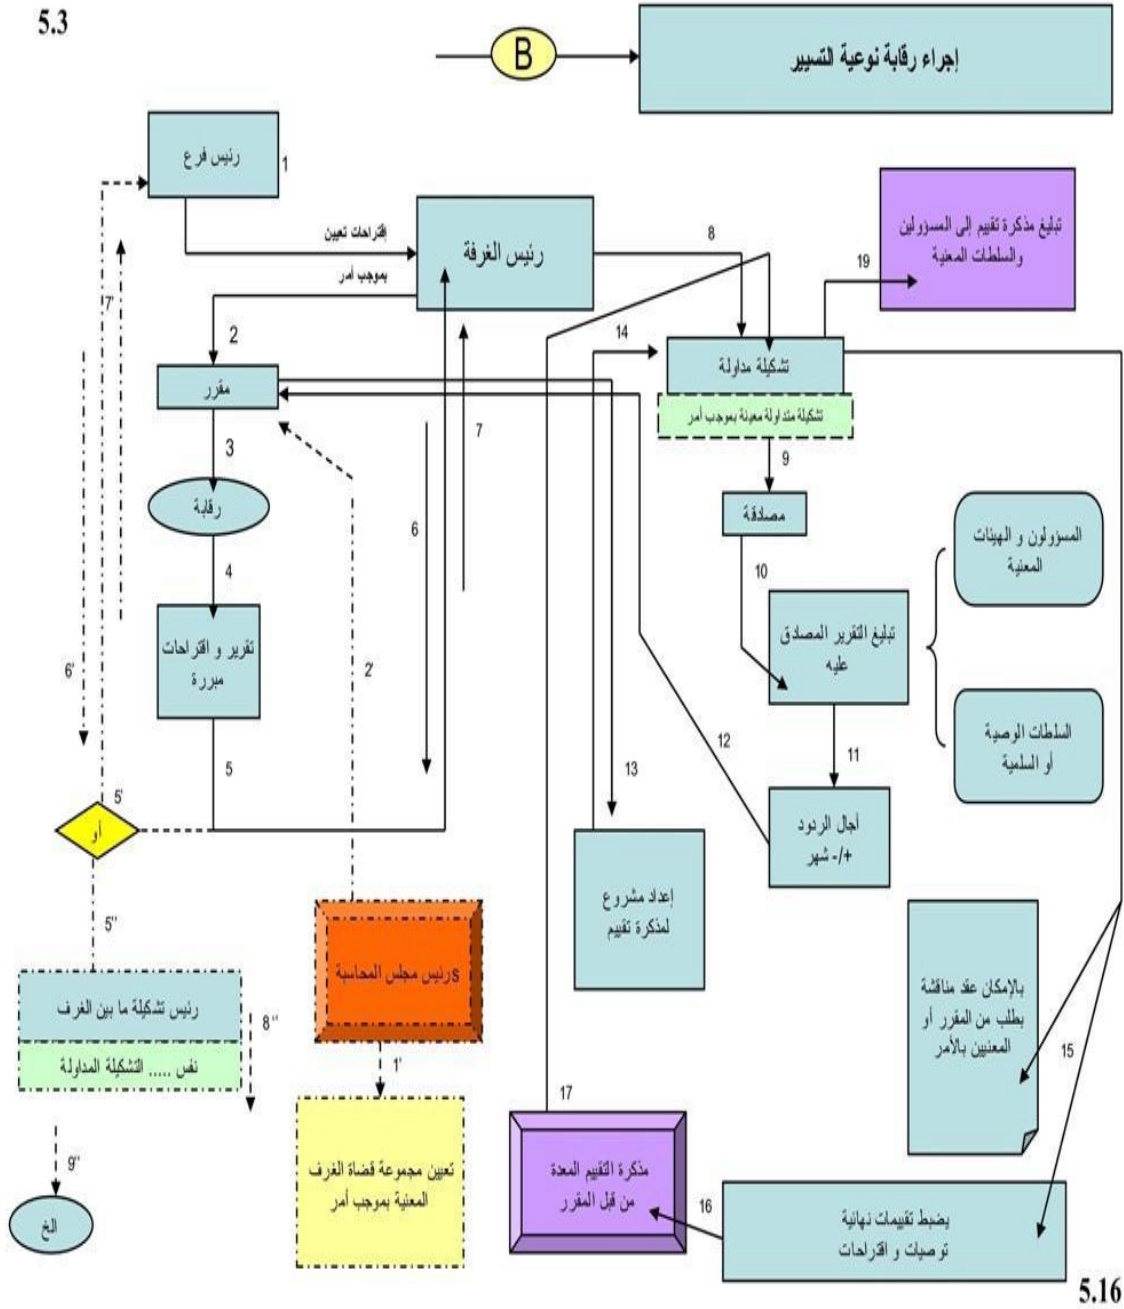 5.3
B
إجراء رقابة نوعية التسيير
رئيس فرع
1
إقتراحات تعيين
بموجب أمر
رئيس الغرفة
8
تبليغ مذكرة تقييم إلى المسؤولين
والسلطات المعنية
19
7'
2
14
تشكيلة مداولة
تشكيلة متداولة معينة بموجب أمر
مقرر
7
3
9
6
رقابة
مصادقة
المسؤولون و الهيئات
المعنية
4
10
تبليغ التقرير المصادق
عليه
تقرير و اقتراحات
مبررة
6'
2'
السلطات الوصية
أو السلمية
12
11
5
13
5'
أو
أجال الردود
+/- شهر
إعداد مشروع
لمذكرة تقييم
5''
رئيس مجلس المحاسبةs
بالإمكان عقد مناقشة
بطلب من المقرر أو
المعنيين بالأمر
رئيس تشكيلة ما بين الغرف
نفس ..... التشكيلة المداولة
8''
15
1'
17
تعيين مجموعة قضاة الغرف
المعنية بموجب أمر
مذكرة التقييم المعدة
من قبل المقرر
9''
16
يضبط تقييمات نهائية
توصيات و اقتراحات
الخ
5.16